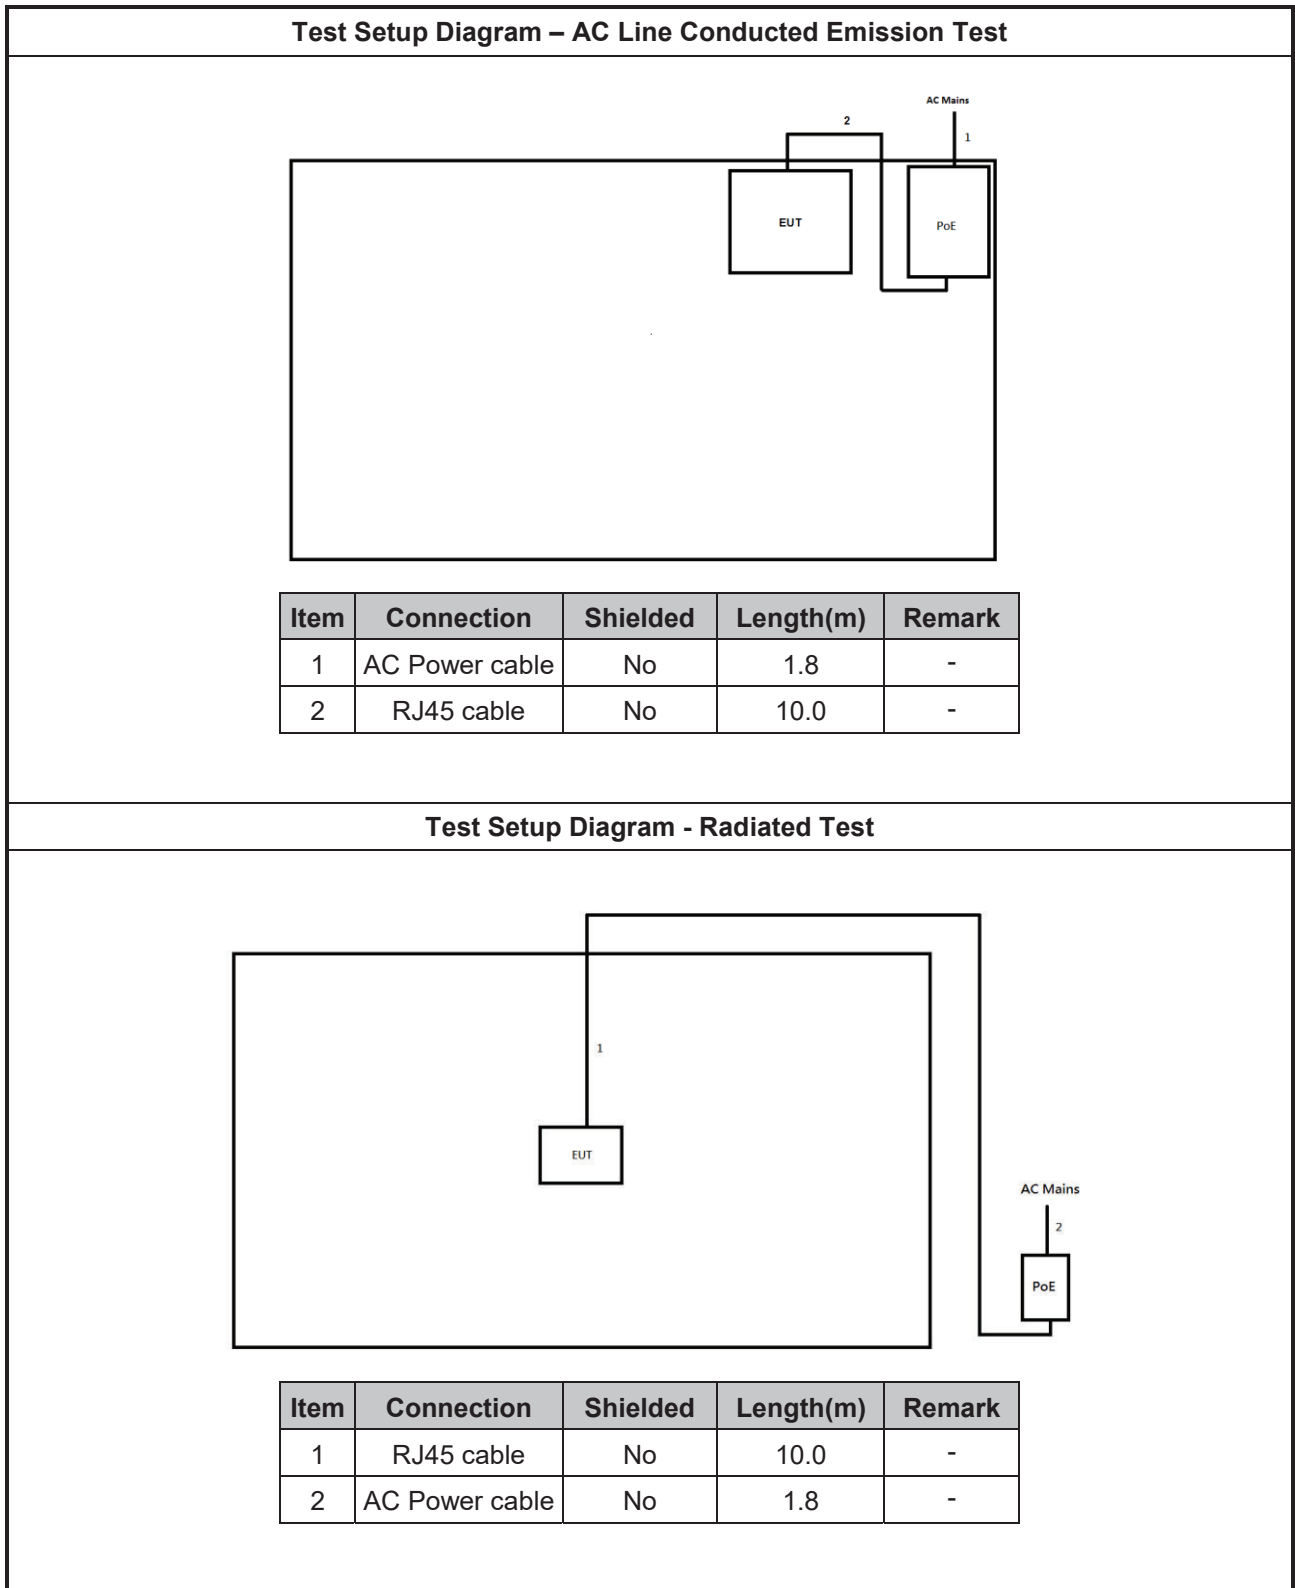 Test Setup Diagram – AC Line Conducted Emission Test
AC Mains
2
1
EUT
PoE
Item Connection Shielded Length(m) Remark
1 AC Power cable No 1.8 -
2 RJ45 cable No 10.0 -
Test Setup Diagram - Radiated Test
1
EUT
AC Mains
2
PoE
Item Connection Shielded Length(m) Remark
1 RJ45 cable No 10.0 -
2 AC Power cable No 1.8 -